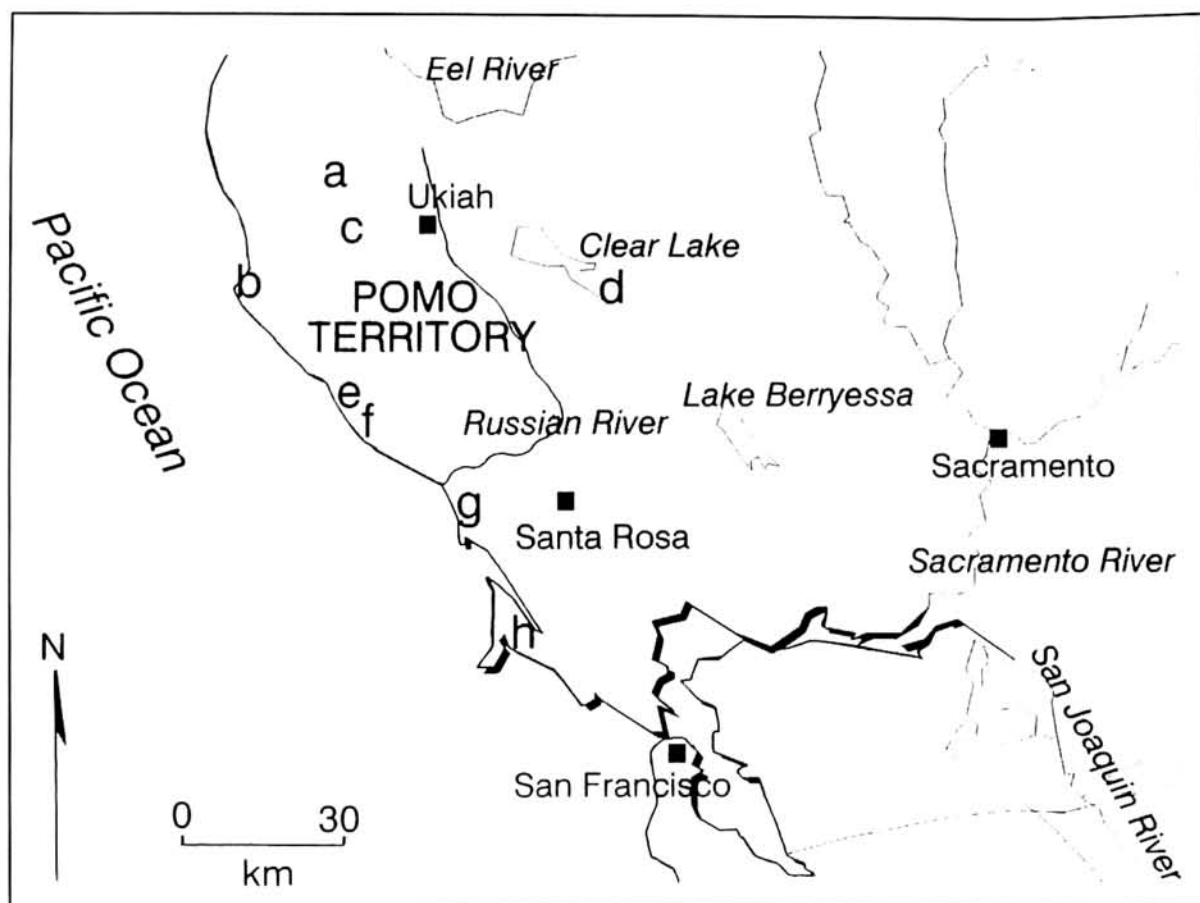 Eel River
a
Ukiah
c
Clear Lake
b
d
POMO
TERRITORY
Pacific Ocean
e
f
Lake Berryessa
Russian River
Sacramento
g
Santa Rosa
Sacramento River
h
N
San Joaquin River
San Francisco
0 30
km